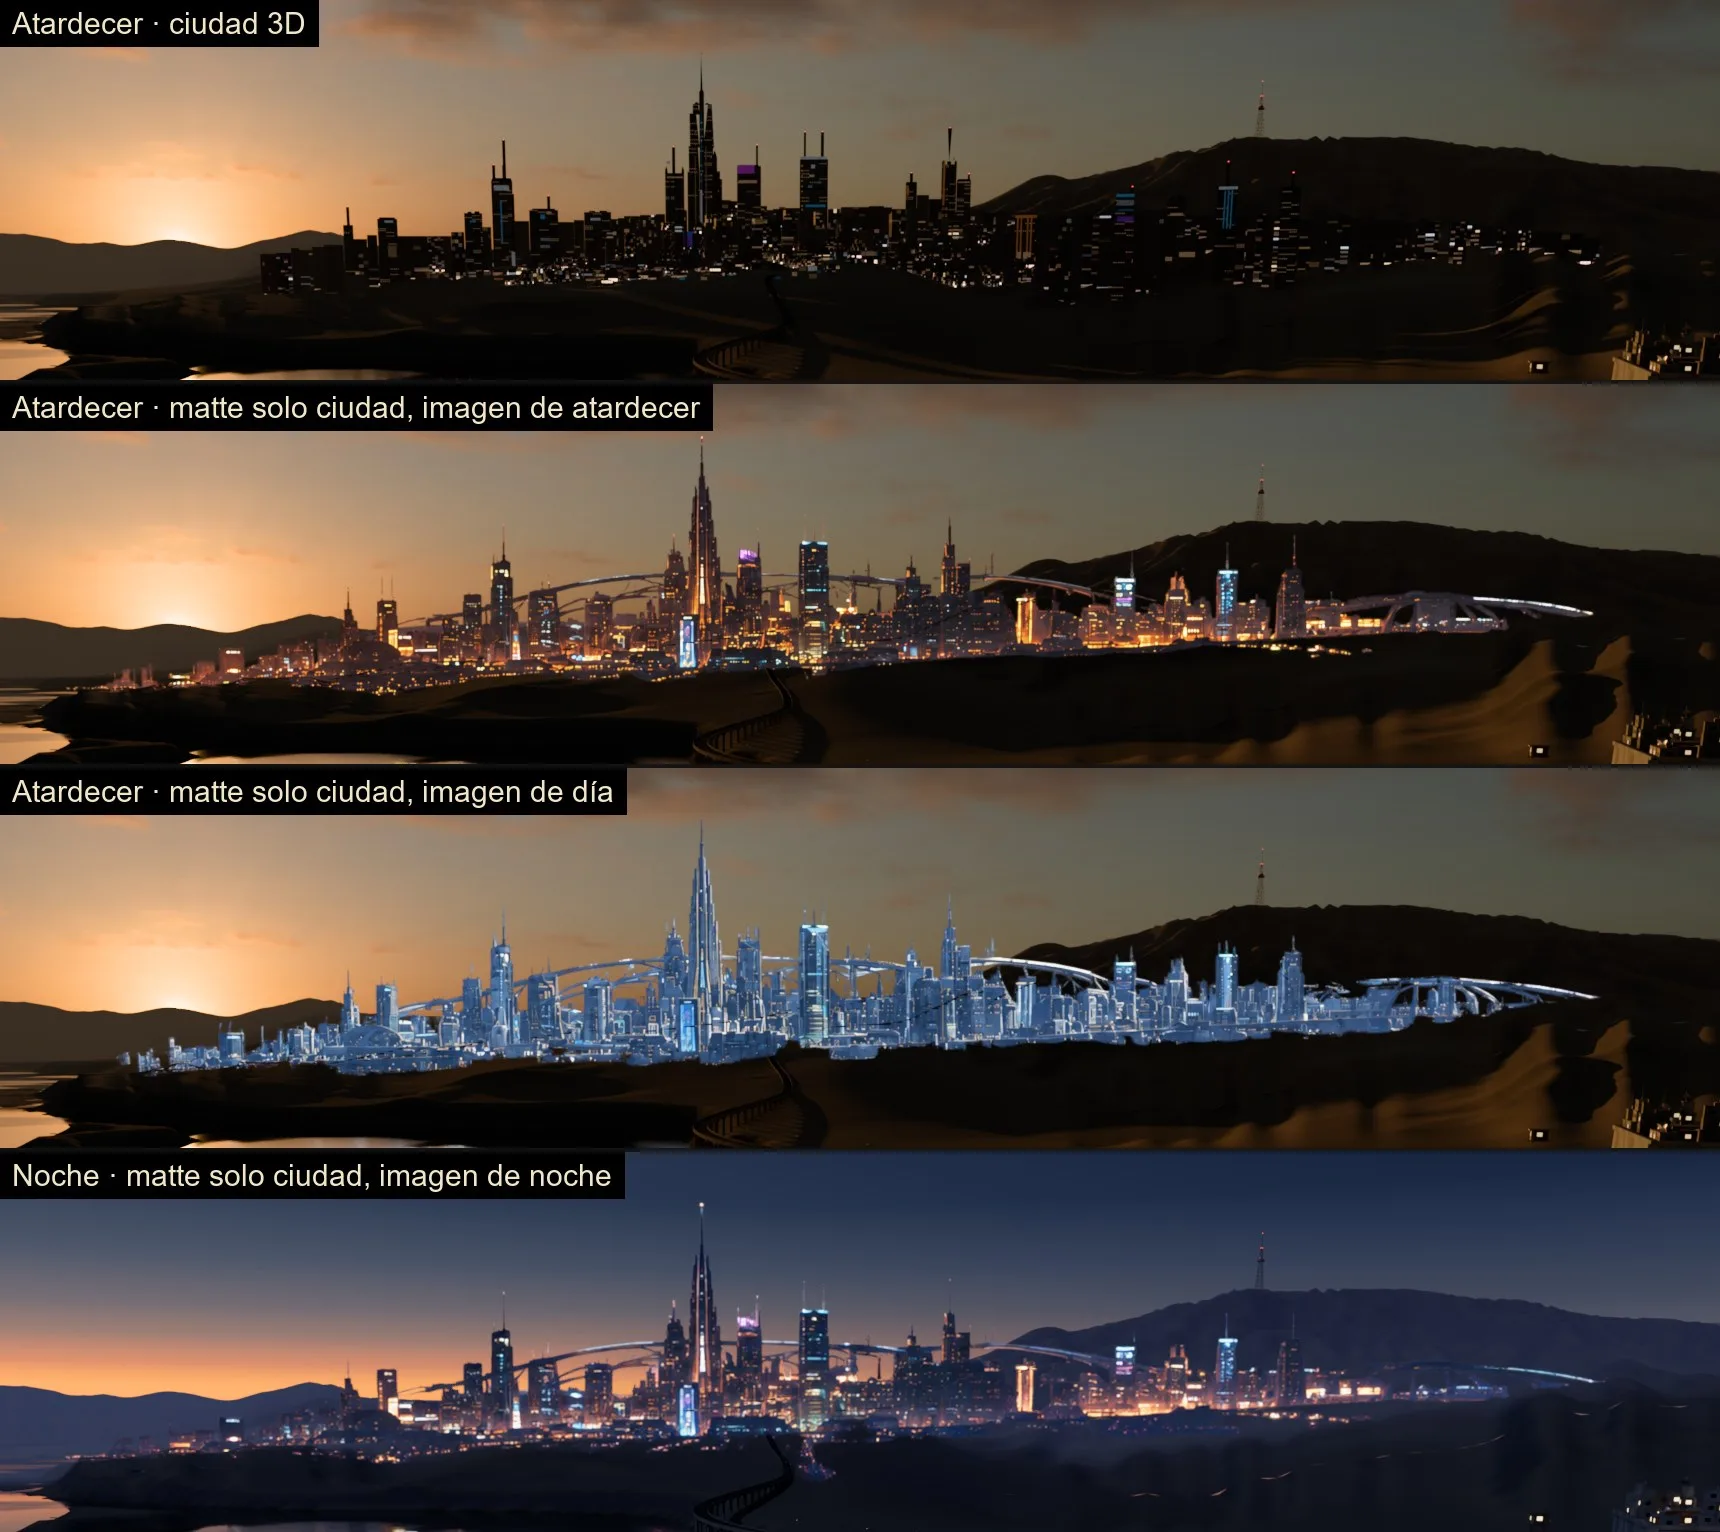 Atardecer · ciudad 3D
Atardecer · matte solo ciudad, imagen de atardecer
Atardecer · matte solo ciudad, imagen de día
Noche · matte solo ciudad, imagen de noche